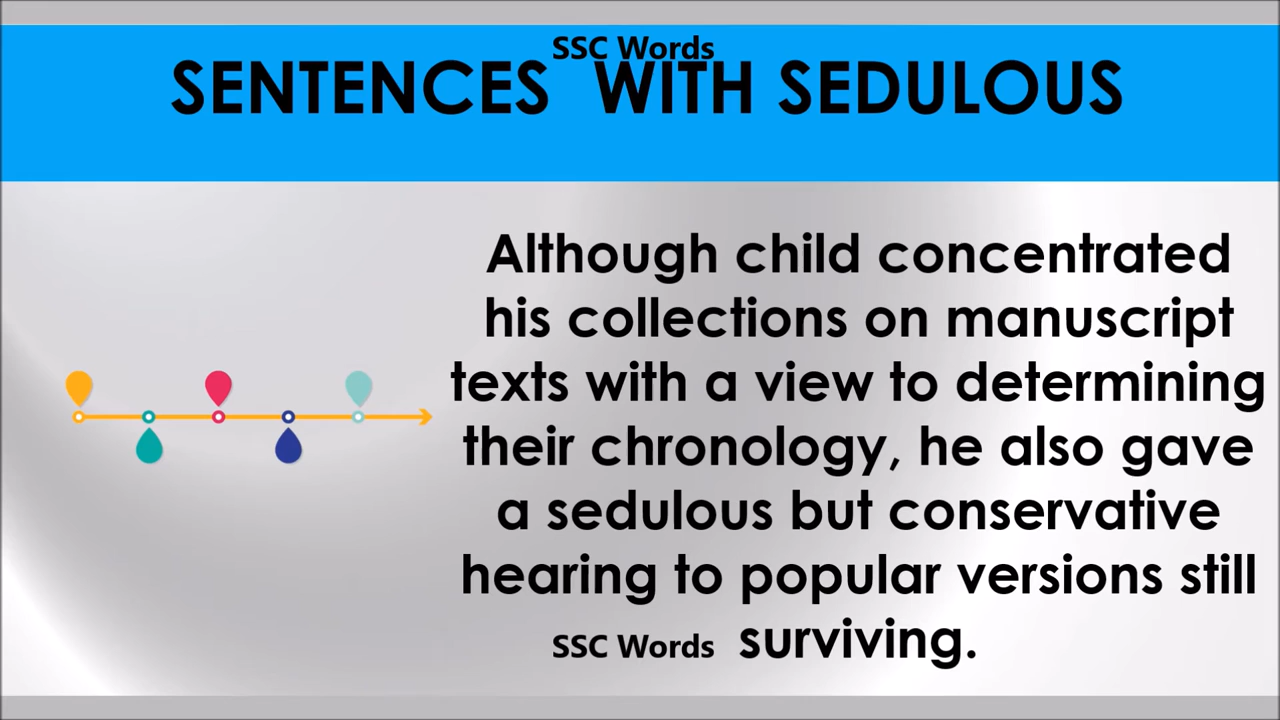 SSC Words
SENTENCES WITH SEDULOUS
Although child concentrated
his collections on manuscript
texts with a view to determining
their chronology, he also gave
a sedulous but conservative
hearing to popular versions still
surviving.
SSC Words